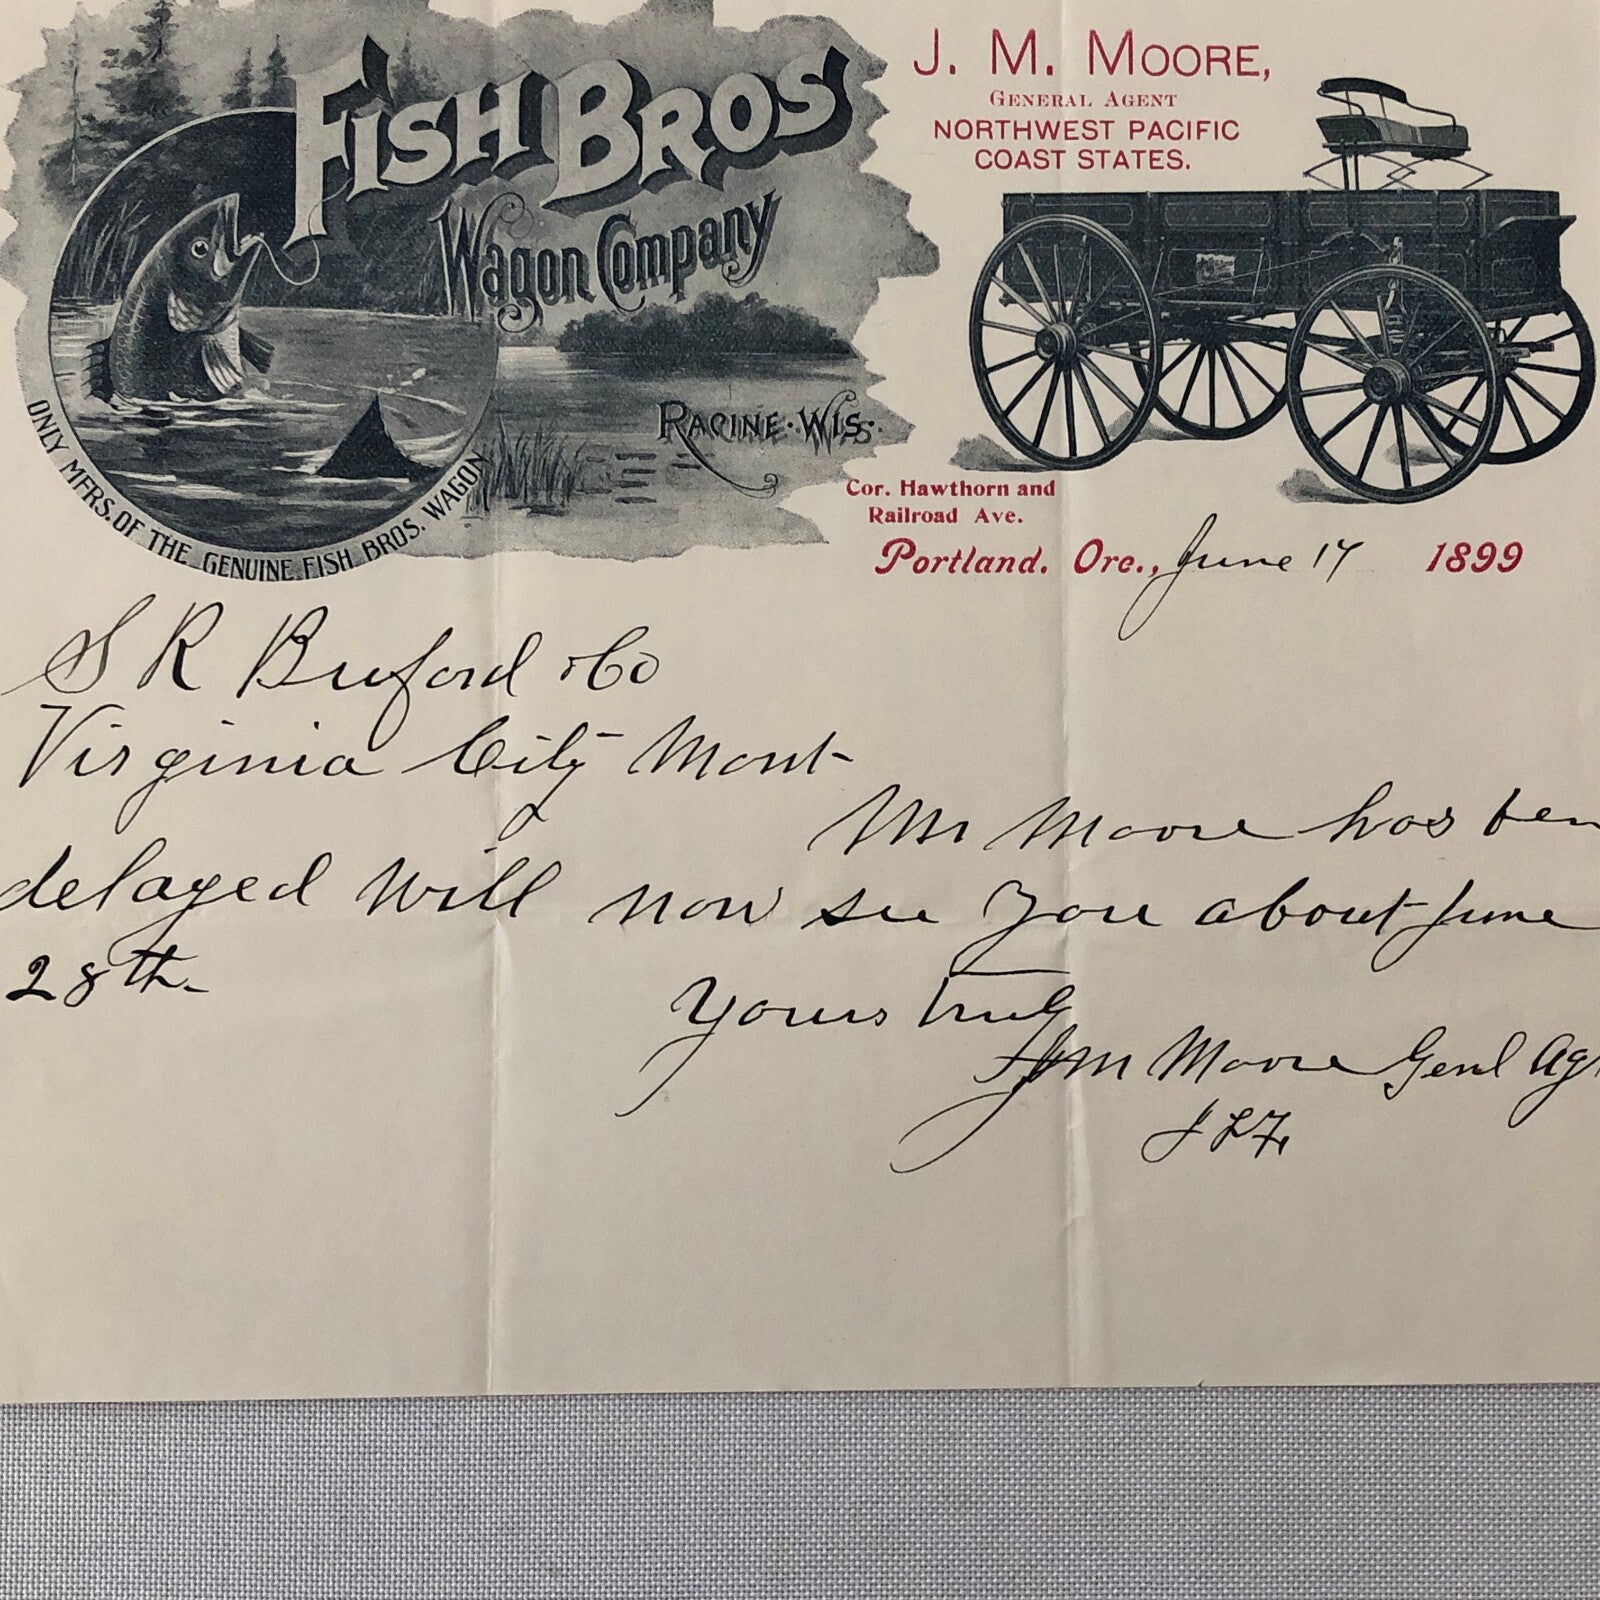 Fish Bros
Wagon Company
Racine. Wis.
ONLY MFRS. OF THE GENUINE FISH BROS. WAGON
J. M. Moore,
General Agent
NORTHWEST PACIFIC
COAST STATES.
Cor. Hawthorn and
Railroad Ave.
Portland. Ore., June 17 1899
S R Buford & Co
Virginia City Mont
Mr Moore has ben
delayed will now see you about June
28th
Yours truly
J M Moore Genl Agt